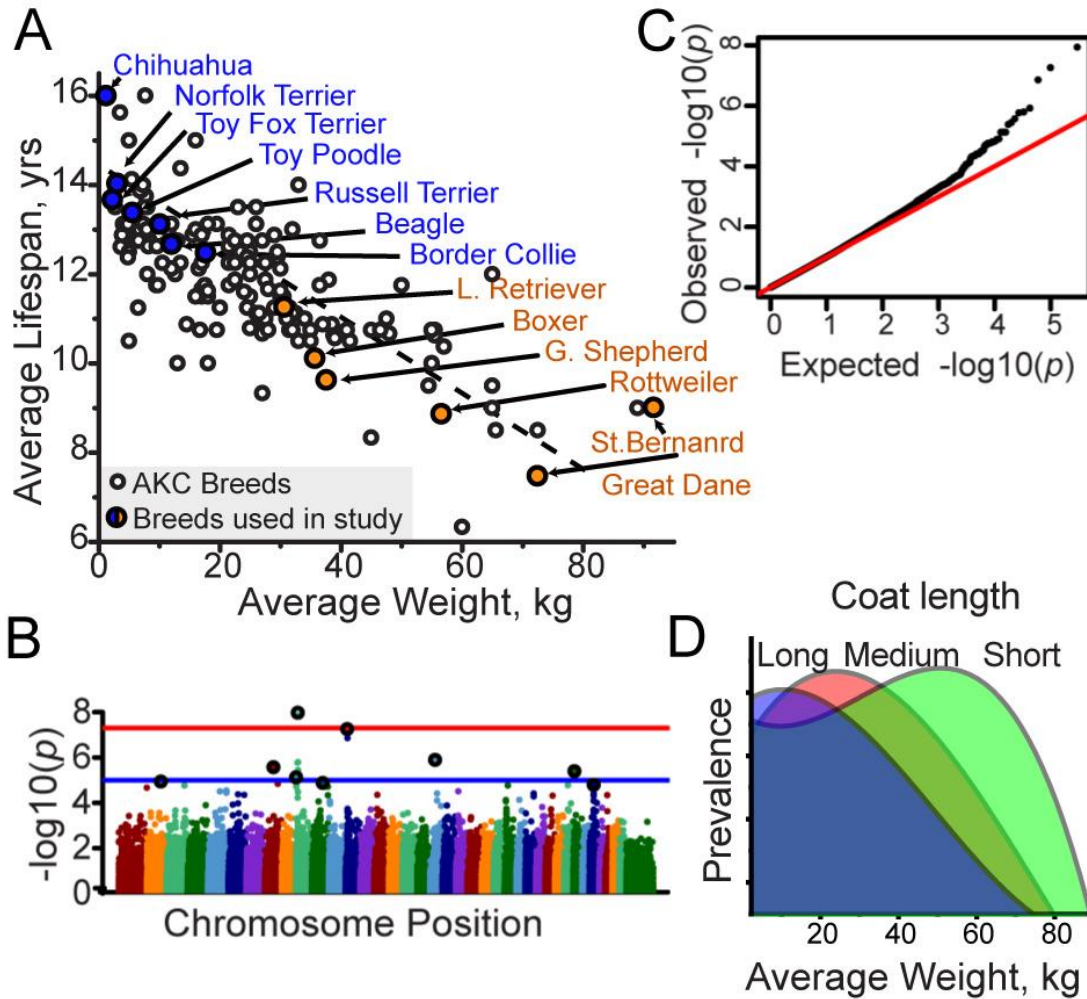 A
Average Lifespan, yrs
16
14
12
10
8
6
Chihuahua
Norfolk Terrier
Toy Fox Terrier
Toy Poodle
Russell Terrier
Beagle
Border Collie
L. Retriever
Boxer
G. Shepherd
Rottweiler
St.Bernanrd
Great Dane
AKC Breeds
Breeds used in study
0 20 40 60 80
Average Weight, kg
C
Observed -log10(p)
8
6
4
2
0
0 1 2 3 4 5
Expected -log10(p)
B
-log10(p)
8
6
4
2
0
Chromosome Position
D
Coat length
Long Medium Short
Prevalence
20 40 60 80
Average Weight, kg